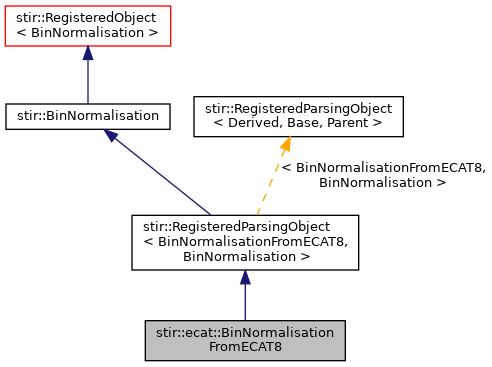 stir::RegisteredObject
< BinNormalisation >
stir::BinNormalisation
stir::RegisteredParsingObject
< Derived, Base, Parent >
< BinNormalisationFromECAT8,
BinNormalisation >
stir::RegisteredParsingObject
< BinNormalisationFromECAT8,
BinNormalisation >
stir::ecat::BinNormalisation
FromECAT8